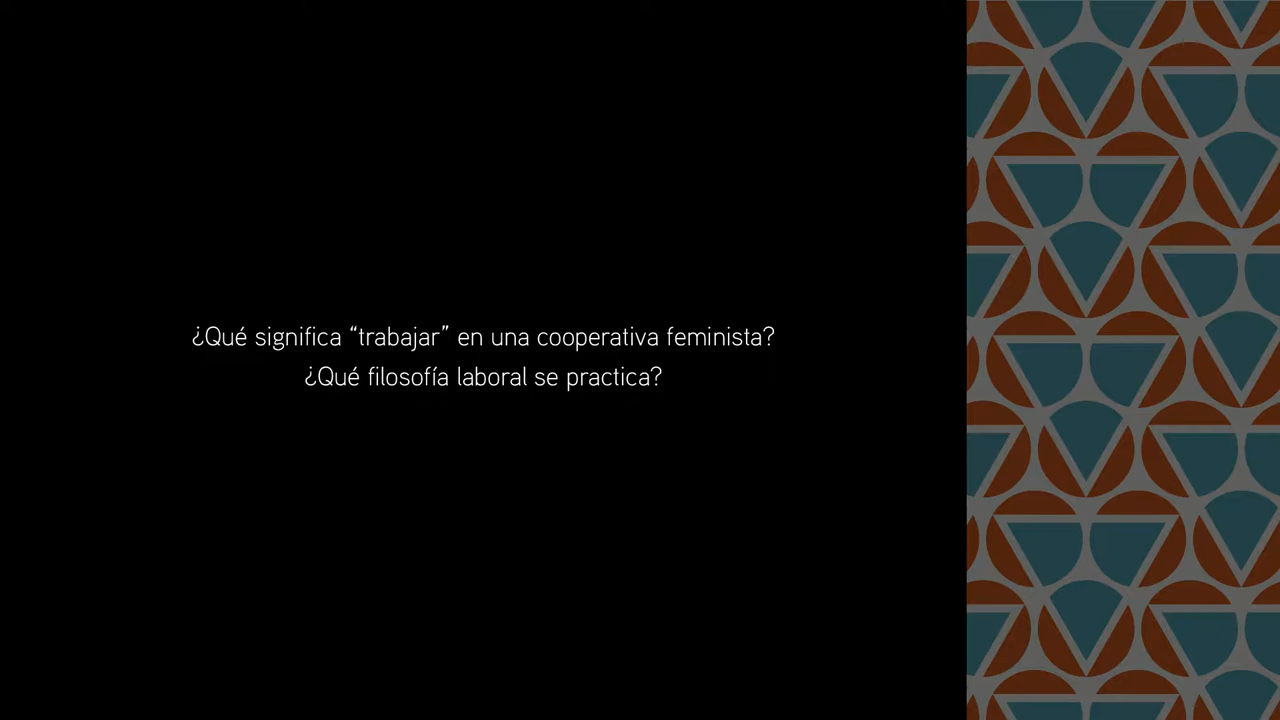 ¿Qué significa “trabajar” en una cooperativa feminista?
¿Qué filosofía laboral se practica?